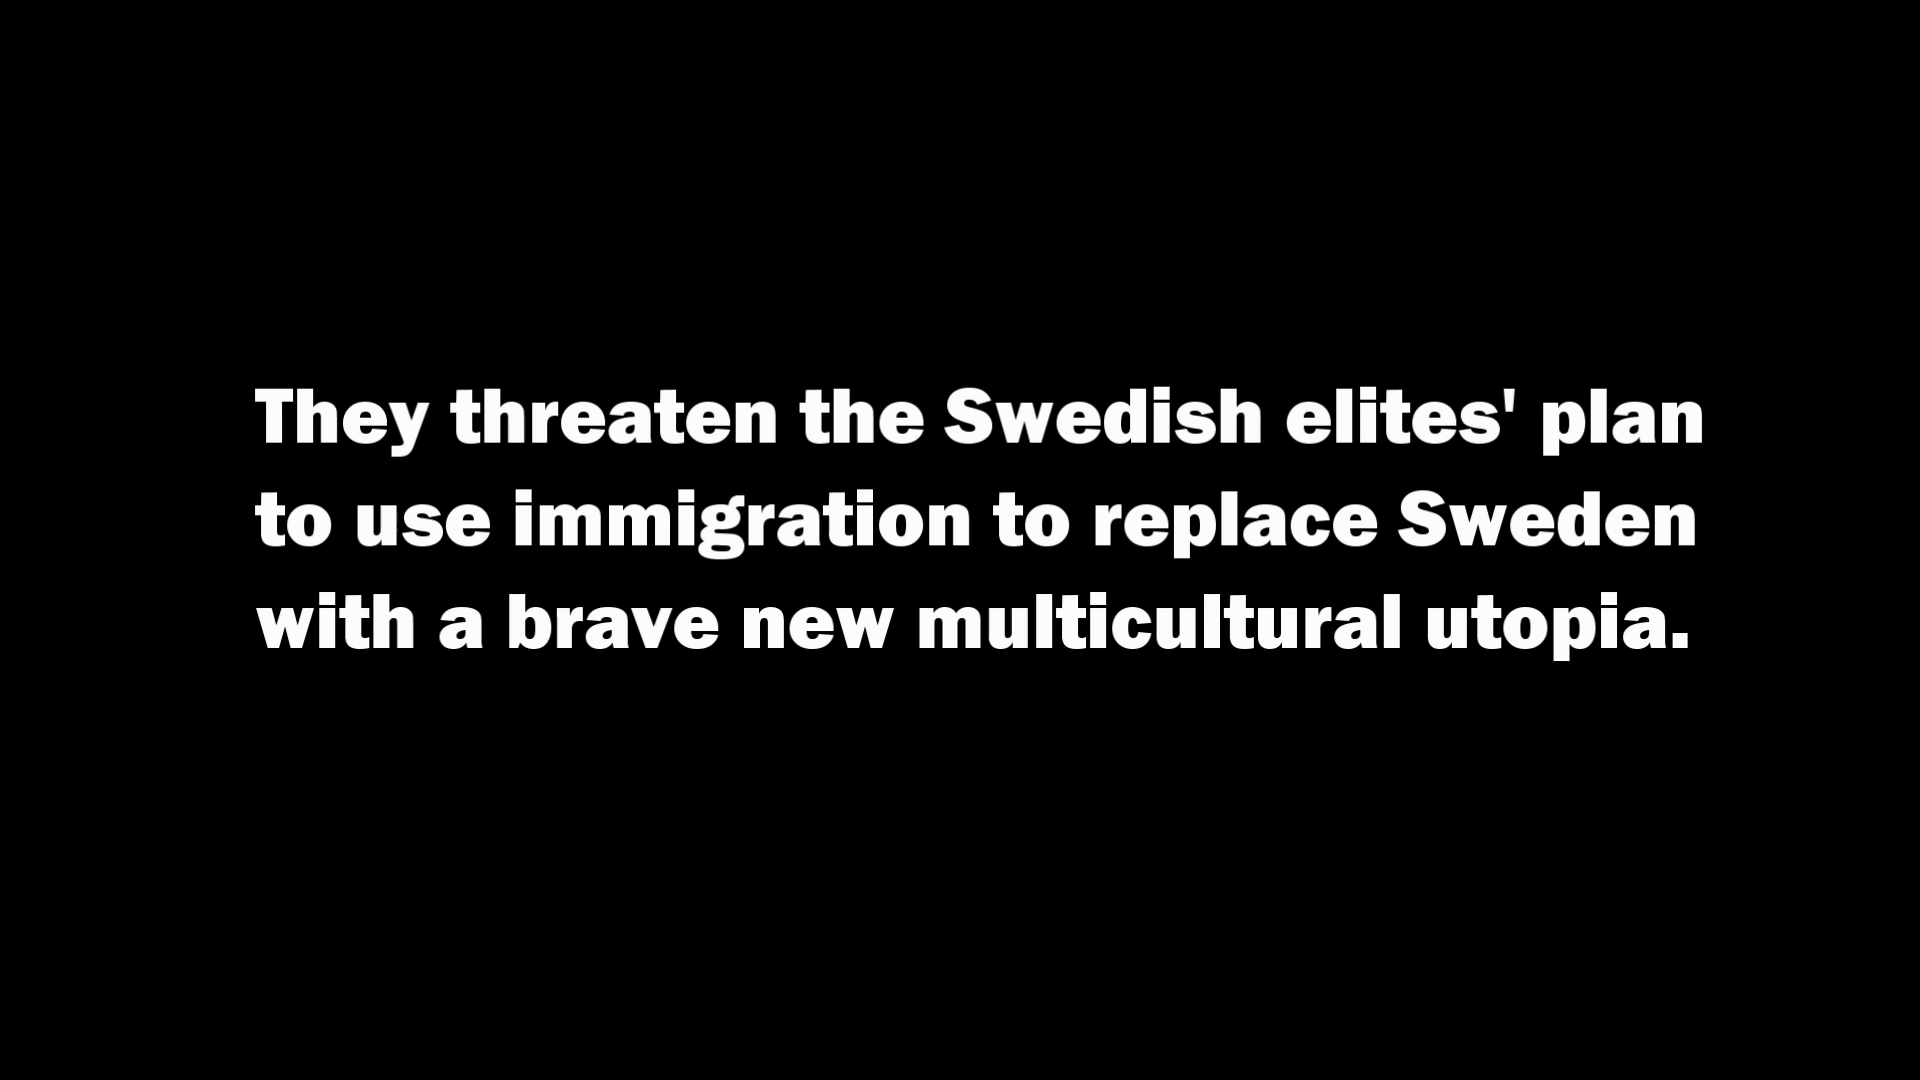 They threaten the Swedish elites' plan
to use immigration to replace Sweden
with a brave new multicultural utopia.